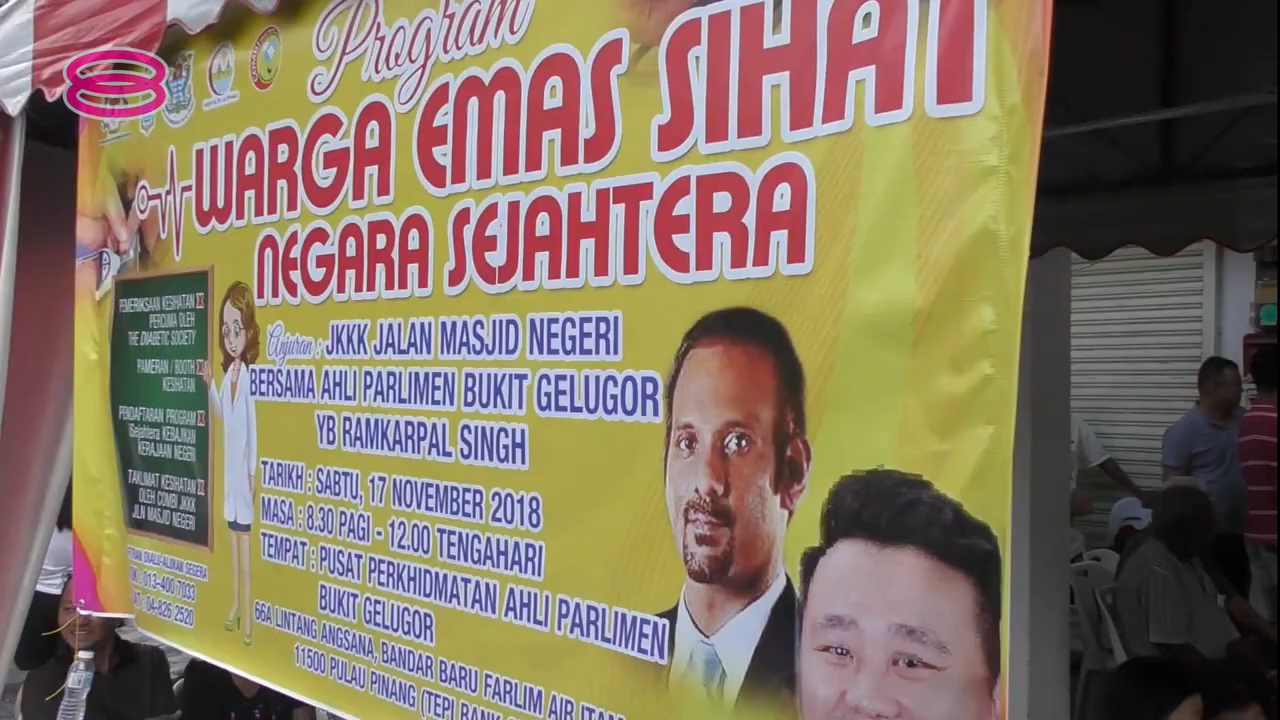 Program
WARGA EMAS SIHAT
NEGARA SEJAHTERA
PEMERIKSAAN KESIHATAN
PERCUMA OLEH
THE DIABETIC SOCIETY
PAMERAN / BOOTH
KESIHATAN
PENDAFTARAN PROGRAM
iSejahtera KEBAJIKAN
KERAJAAN NEGERI
TAKLIMAT KESIHATAN
OLEH COMBI JKKK
JLN MASJID NEGERI
Anjuran : JKKK JALAN MASJID NEGERI
BERSAMA AHLI PARLIMEN BUKIT GELUGOR
YB RAMKARPAL SINGH
TARIKH : SABTU, 17 NOVEMBER 2018
MASA : 8.30 PAGI - 12.00 TENGAHARI
TEMPAT : PUSAT PERKHIDMATAN AHLI PARLIMEN
BUKIT GELUGOR
66A LINTANG ANGSANA, BANDAR BARU FARLIM AIR ITAM
11500 PULAU PINANG (TEPI BANK
DIALU-ALUKAN SEGERA
013-400 7033
04-826 2520